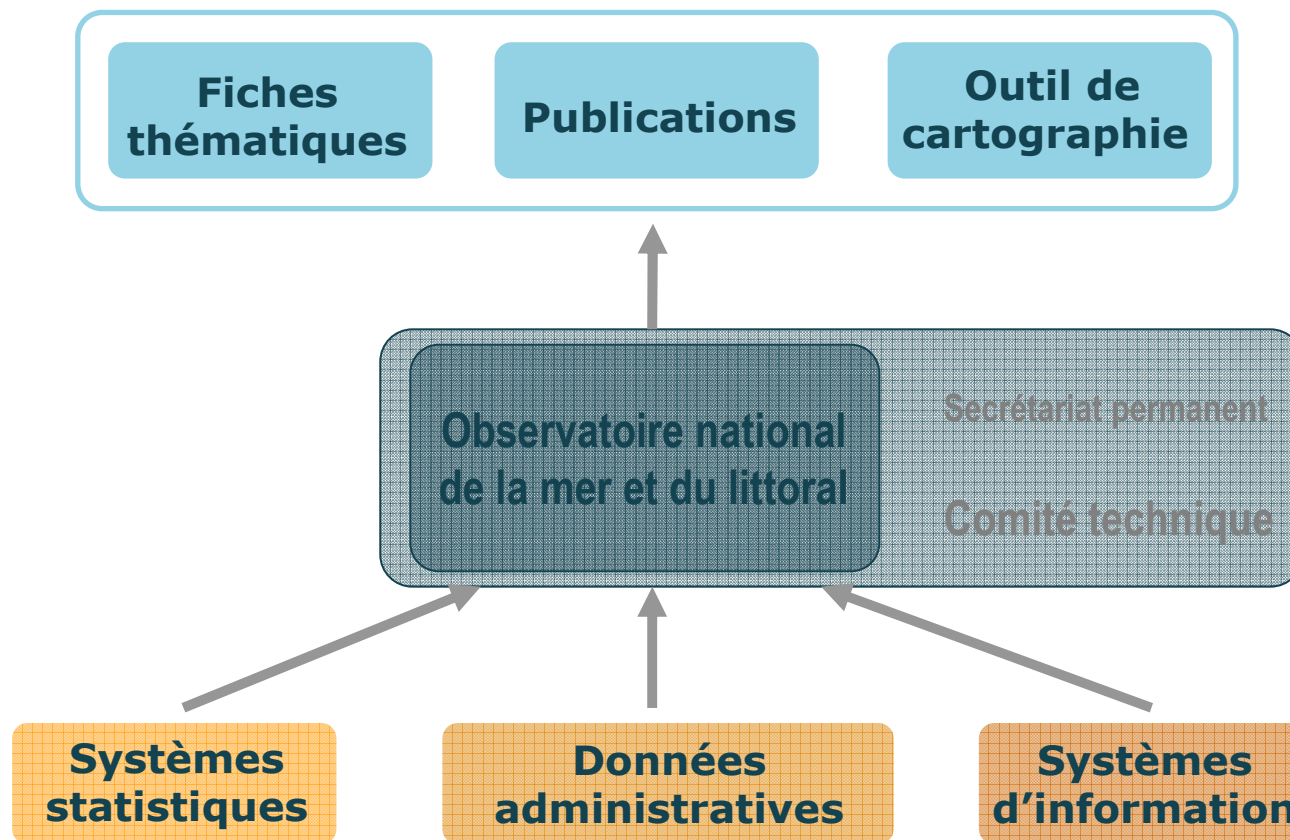 Fiches
thématiques
Publications
Outil de
cartographie
Observatoire national
de la mer et du littoral
Secrétariat permanent
Comité technique
Systèmes
statistiques
Données
administratives
Systèmes
d’information